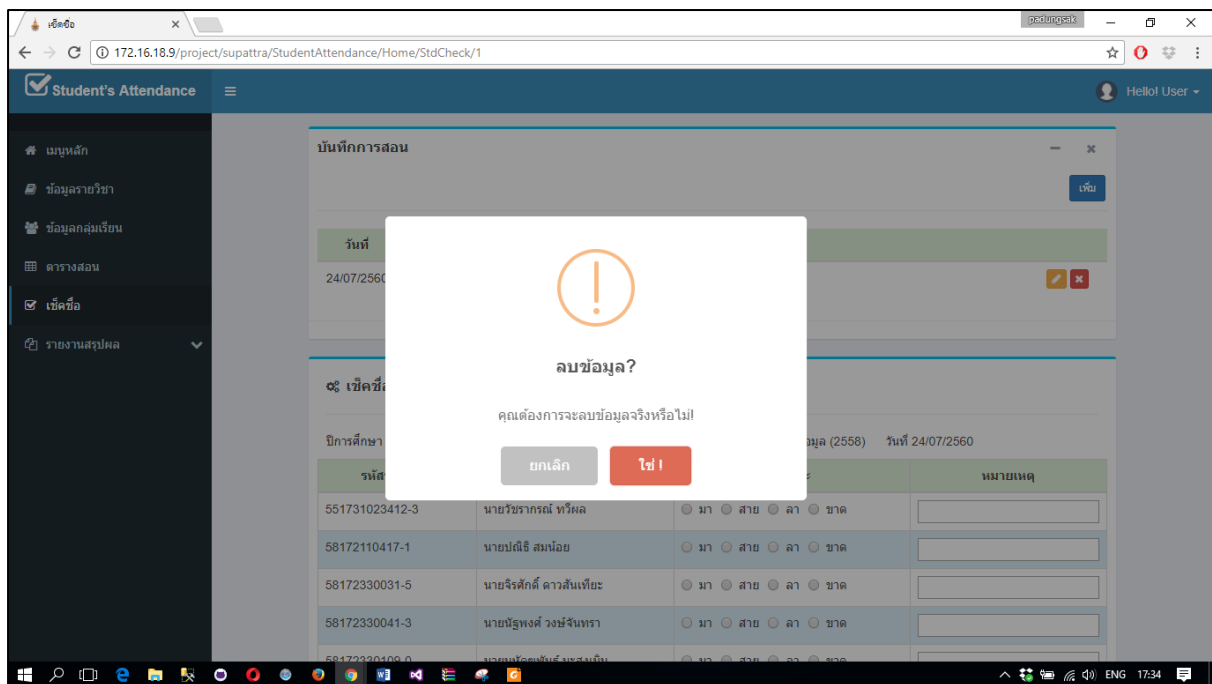 เช็คชื่อ
padungsak
172.16.18.9/project/supattra/StudentAttendance/Home/StdCheck/1
Student's Attendance
Hello! User
เมนูหลัก
ข้อมูลรายวิชา
ข้อมูลกลุ่มเรียน
ตารางสอน
เช็คชื่อ
รายงานสรุปผล
บันทึกการสอน
เพิ่ม
วันที่
24/07/2560
ลบข้อมูล?
คุณต้องการจะลบข้อมูลจริงหรือไม่!
ยกเลิก ใช่ !
เช็คชื่อ
ปีการศึกษา (2558) วันที่ 24/07/2560
หมายเหตุ
551731023412-3 นายวัชรากรณ์ ทวีผล มา สาย ลา ขาด
58172110417-1 นายปณิธิ สมน้อย มา สาย ลา ขาด
58172330031-5 นายจิรศักดิ์ ดาวสันเทียะ มา สาย ลา ขาด
58172330041-3 นายนัฐพงศ์ วงษ์จันทรา มา สาย ลา ขาด
58172330109-0 มา สาย ลา ขาด
ENG 17:34